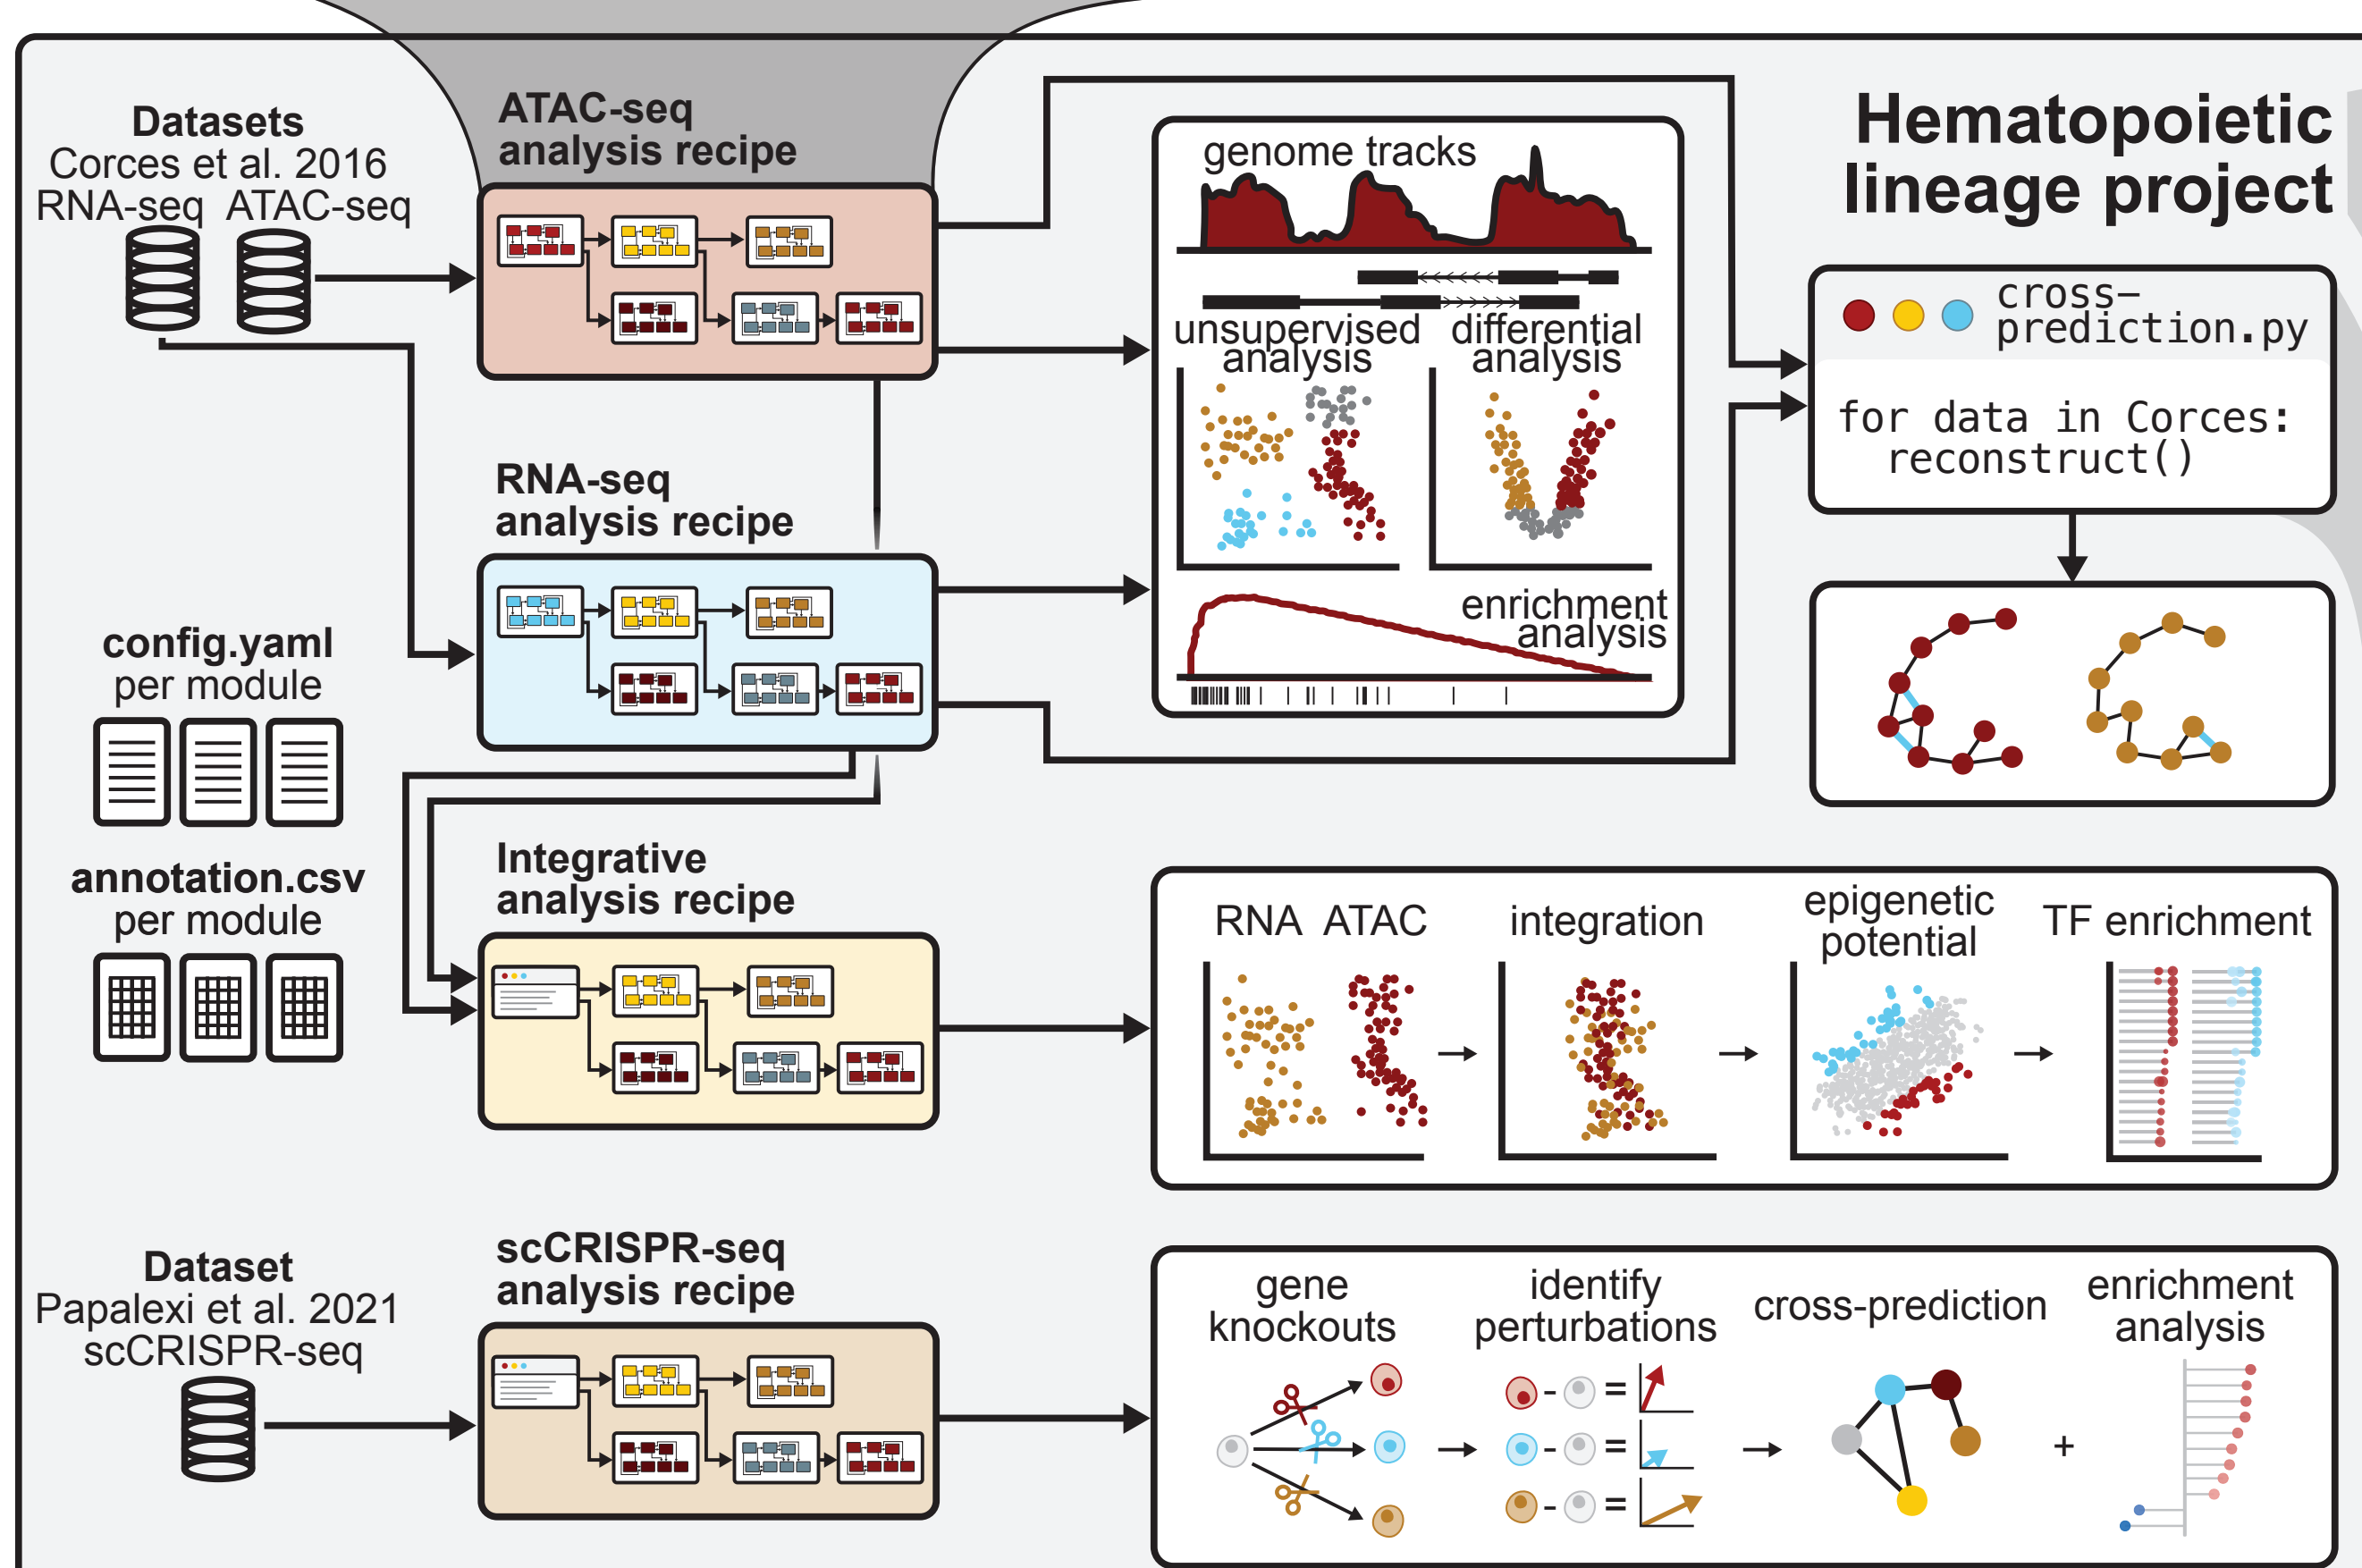 Hematopoietic
lineage project
Datasets
Corces et al. 2016
RNA-seq ATAC-seq
config.yaml
per module
annotation.csv
per module
Dataset
Papalexi et al. 2021
scCRISPR-seq
ATAC-seq
analysis recipe
RNA-seq
analysis recipe
Integrative
analysis recipe
scCRISPR-seq
analysis recipe
genome tracks
unsupervised
analysis
differential
analysis
enrichment
analysis
cross-
prediction.py
for data in Corces:
reconstruct()
RNA ATAC
integration
epigenetic
potential
TF enrichment
gene
knockouts
identify
perturbations
cross-prediction
enrichment
analysis
- =
- =
- =
+